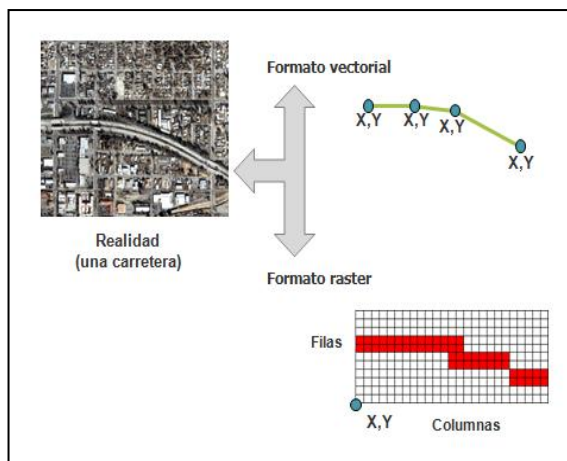 Formato vectorial
X,Y
X,Y
X,Y
X,Y
Realidad
(una carretera)
Formato raster
Filas
X,Y
Columnas